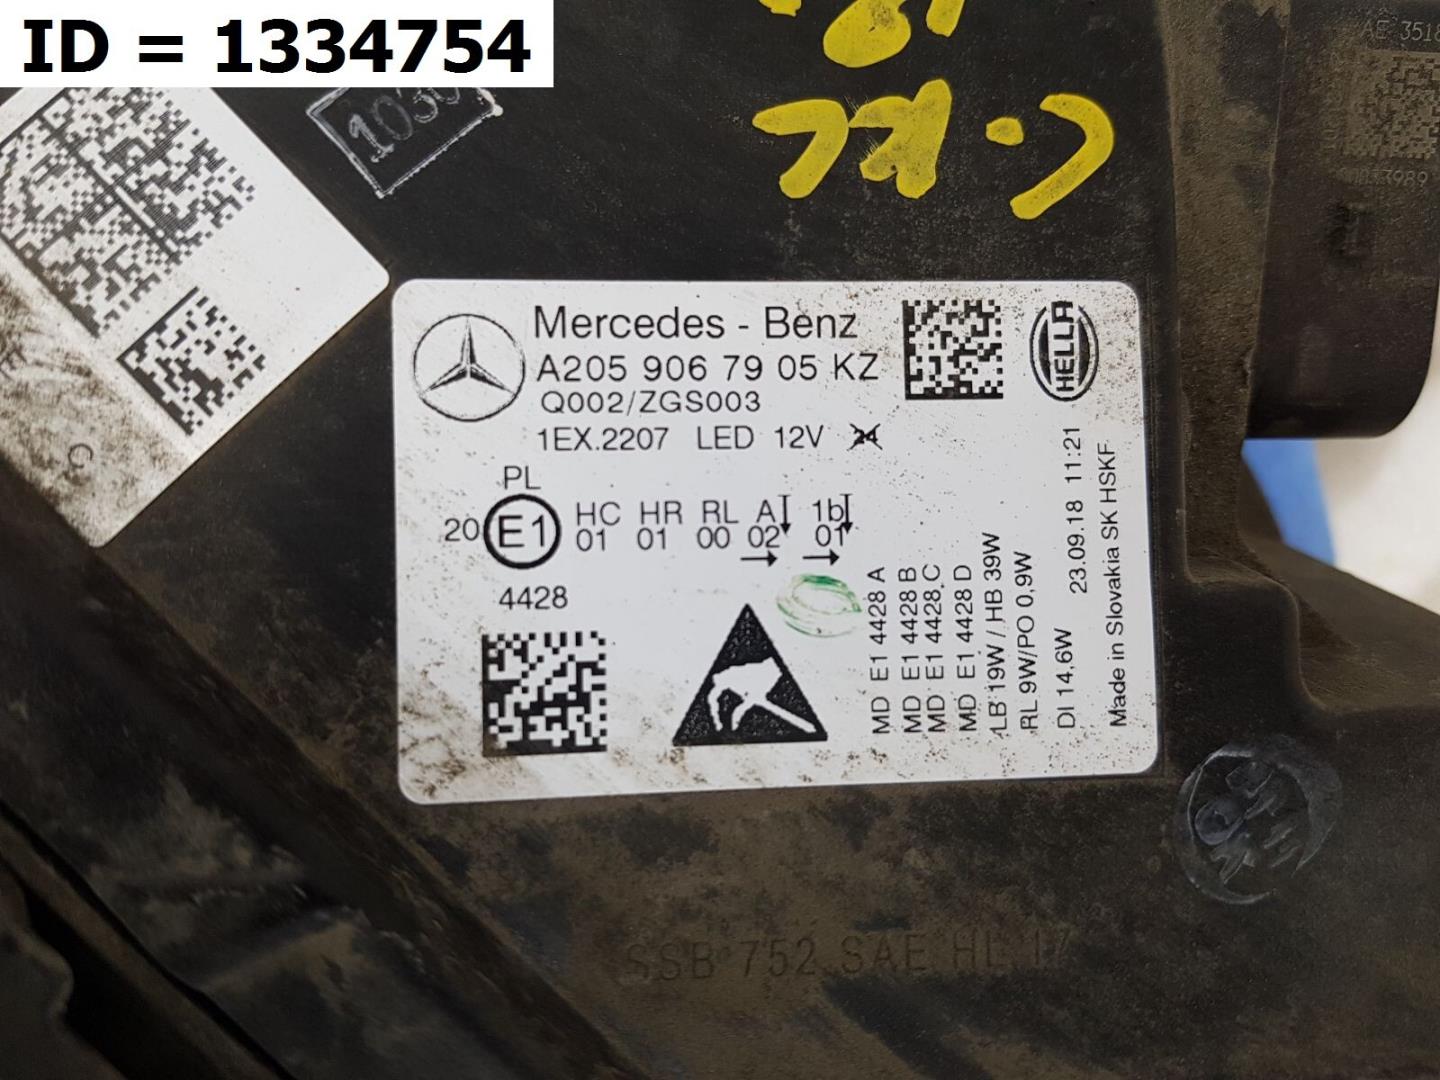 ID = 1334754
AE 3518
Mercedes - Benz
A205 906 79 05 KZ
Q002/ZGS003
1EX.2207 LED 12V 24
HELLA
PL
20 E1 HC HR RL A 1b
01 01 00 02 01
4428
MD E1 4428 A
MD E1 4428 B
MD E1 4428 C
MD E1 4428 D
LB 19W / HB 39W
RL 9W/PO 0,9W
DI 14,6W
23.09.18 11:21
Made in Slovakia SK HSKF
C
SSB 752 SAE HL 17